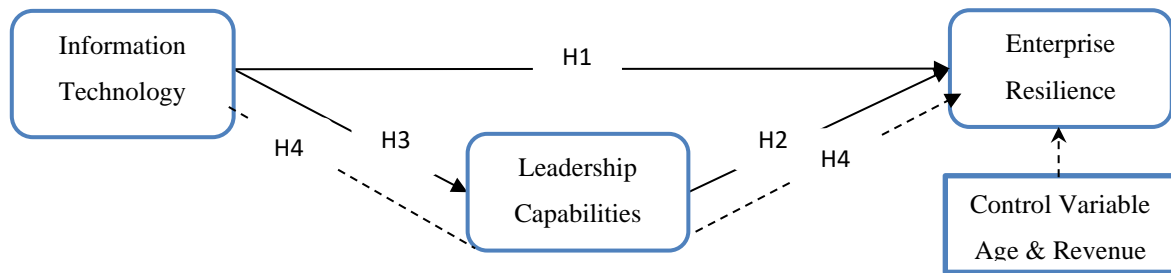 Information
Technology
H1
Enterprise
Resilience
H4
H3
H2
H4
Leadership
Capabilities
Control Variable
Age & Revenue